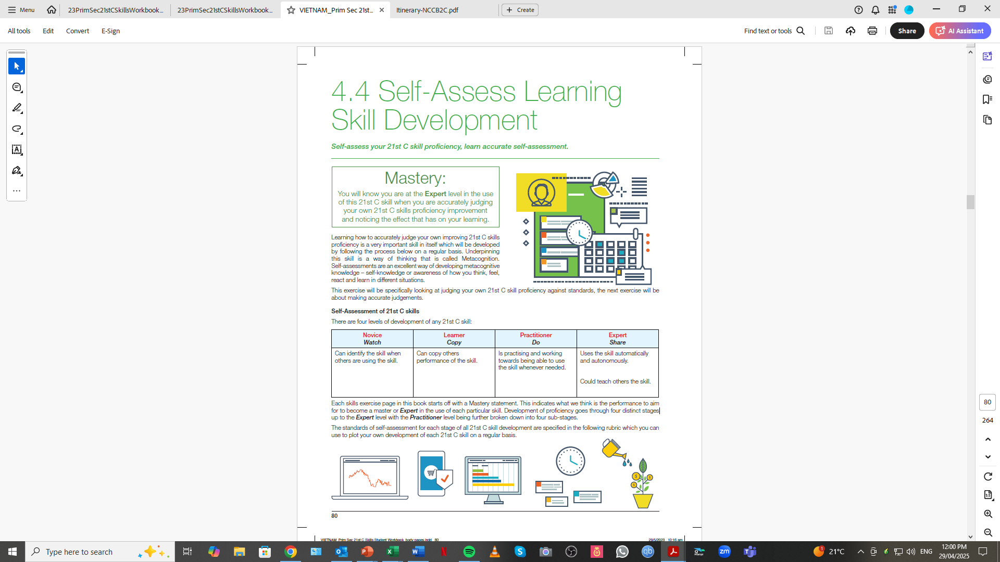 Menu
23PrimSec21stCSkillsWorkbook...
23PrimSec21stCSkillsWorkbook...
VIETNAM_Prim Sec 21st...
Itinerary-NCCB2C.pdf
Create
All tools
Edit
Convert
E-Sign
Find text or tools
Share
AI Assistant
4.4 Self-Assess Learning
Skill Development
Self-assess your 21st C skill proficiency, learn accurate self-assessment.
Mastery:
You will know you are at the Expert level in the use
of this 21st C skill when you are accurately judging
your own 21st C skills proficiency improvement
and noticing the effect that has on your learning.
Learning how to accurately judge your own improving 21st C skills
proficiency is a very important skill in itself which will be developed
by following the process below on a regular basis. Underpinning
this skill is a way of thinking that is called Metacognition.
Self-assessments are an excellent way of developing metacognitive
knowledge – self-knowledge or awareness of how you think, feel,
react and learn in different situations.
This exercise will be specifically looking at judging your own 21st C skill proficiency against standards, the next exercise will be
about making accurate judgements.
Self-Assessment of 21st C skills
There are four levels of development of any 21st C skill:
Novice
Watch
Learner
Copy
Practitioner
Do
Expert
Share
Can identify the skill when
others are using the skill.
Can copy others
performance of the skill.
Is practising and working
towards being able to use
the skill whenever needed.
Uses the skill automatically
and autonomously.
Could teach others the skill.
Each skills exercise page in this book starts off with a Mastery statement. This indicates what we think is the performance to aim
for to become a master or Expert in the use of each particular skill. Development of proficiency goes through four distinct stages
up to the Expert level with the Practitioner level being further broken down into four sub-stages.
The standards of self-assessment for each stage of all 21st C skill development are specified in the following rubric which you can
use to plot your own development of each 21st C skill on a regular basis.
80
VIETNAM_Prim Sec 21st C Skills Student Workbook_body pages.indd 80
29/5/2023 10:16 am
80
264
Type here to search
21°C
ENG
12:00 PM
29/04/2025